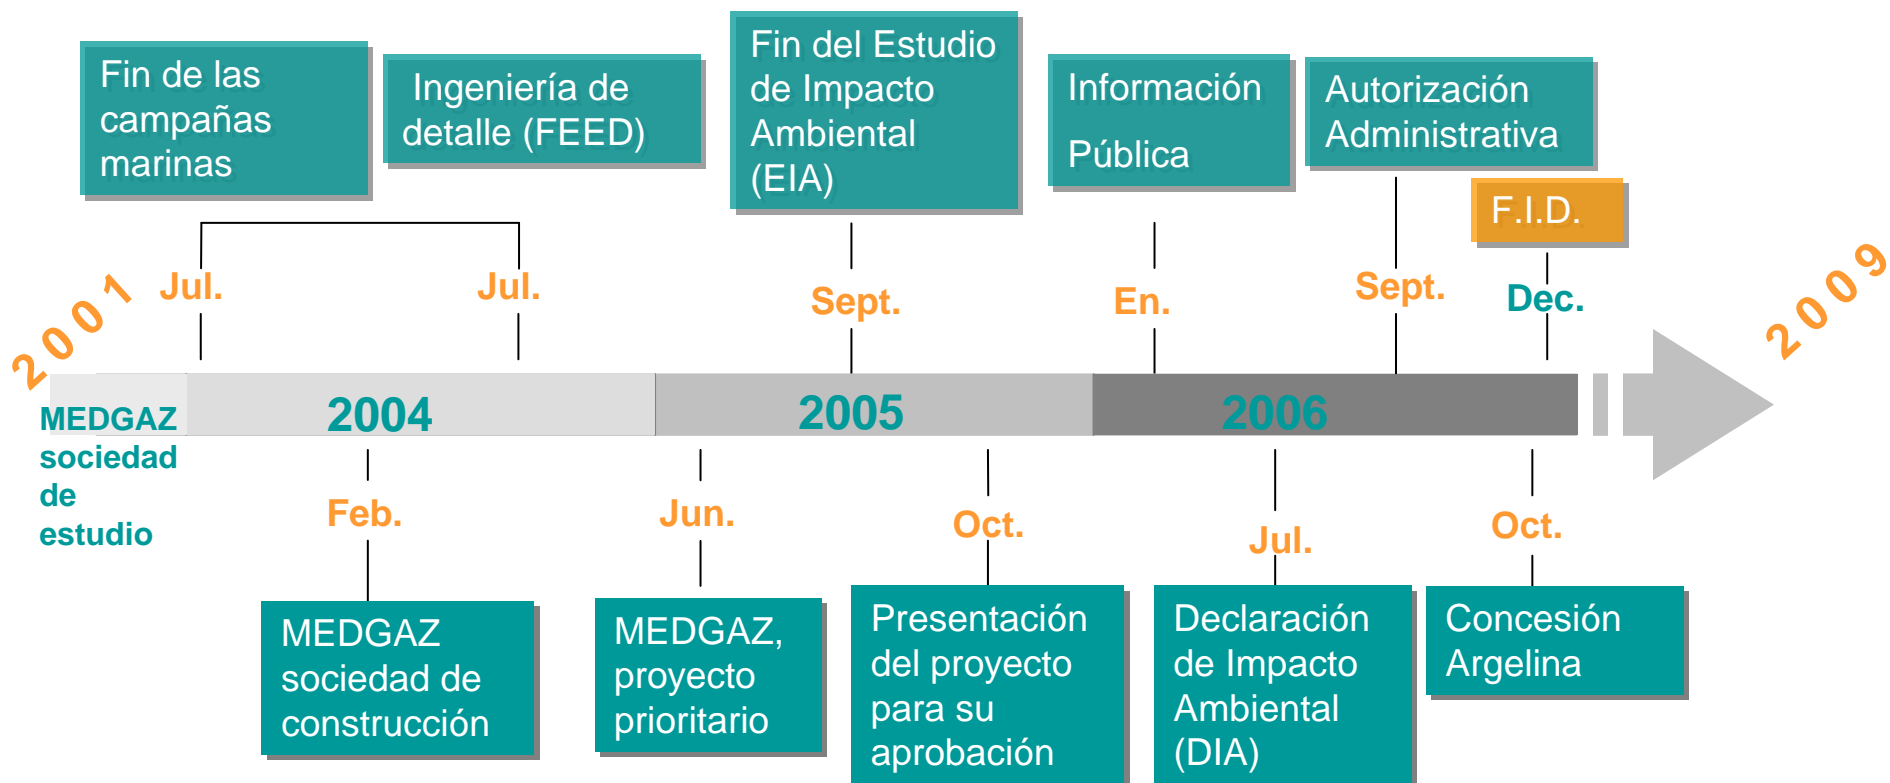 Fin de las
campañas
marinas
Ingeniería de
detalle (FEED)
Fin del Estudio
de Impacto
Ambiental
(EIA)
Información
Pública
Autorización
Administrativa
F.I.D.
2001
Jul.
Jul.
Sept.
En.
Sept.
Dec.
2009
MEDGAZ
sociedad
de
estudio
2004
2005
2006
Feb.
Jun.
Oct.
Jul.
Oct.
MEDGAZ
sociedad de
construcción
MEDGAZ,
proyecto
prioritario
Presentación
del proyecto
para su
aprobación
Declaración
de Impacto
Ambiental
(DIA)
Concesión
Argelina